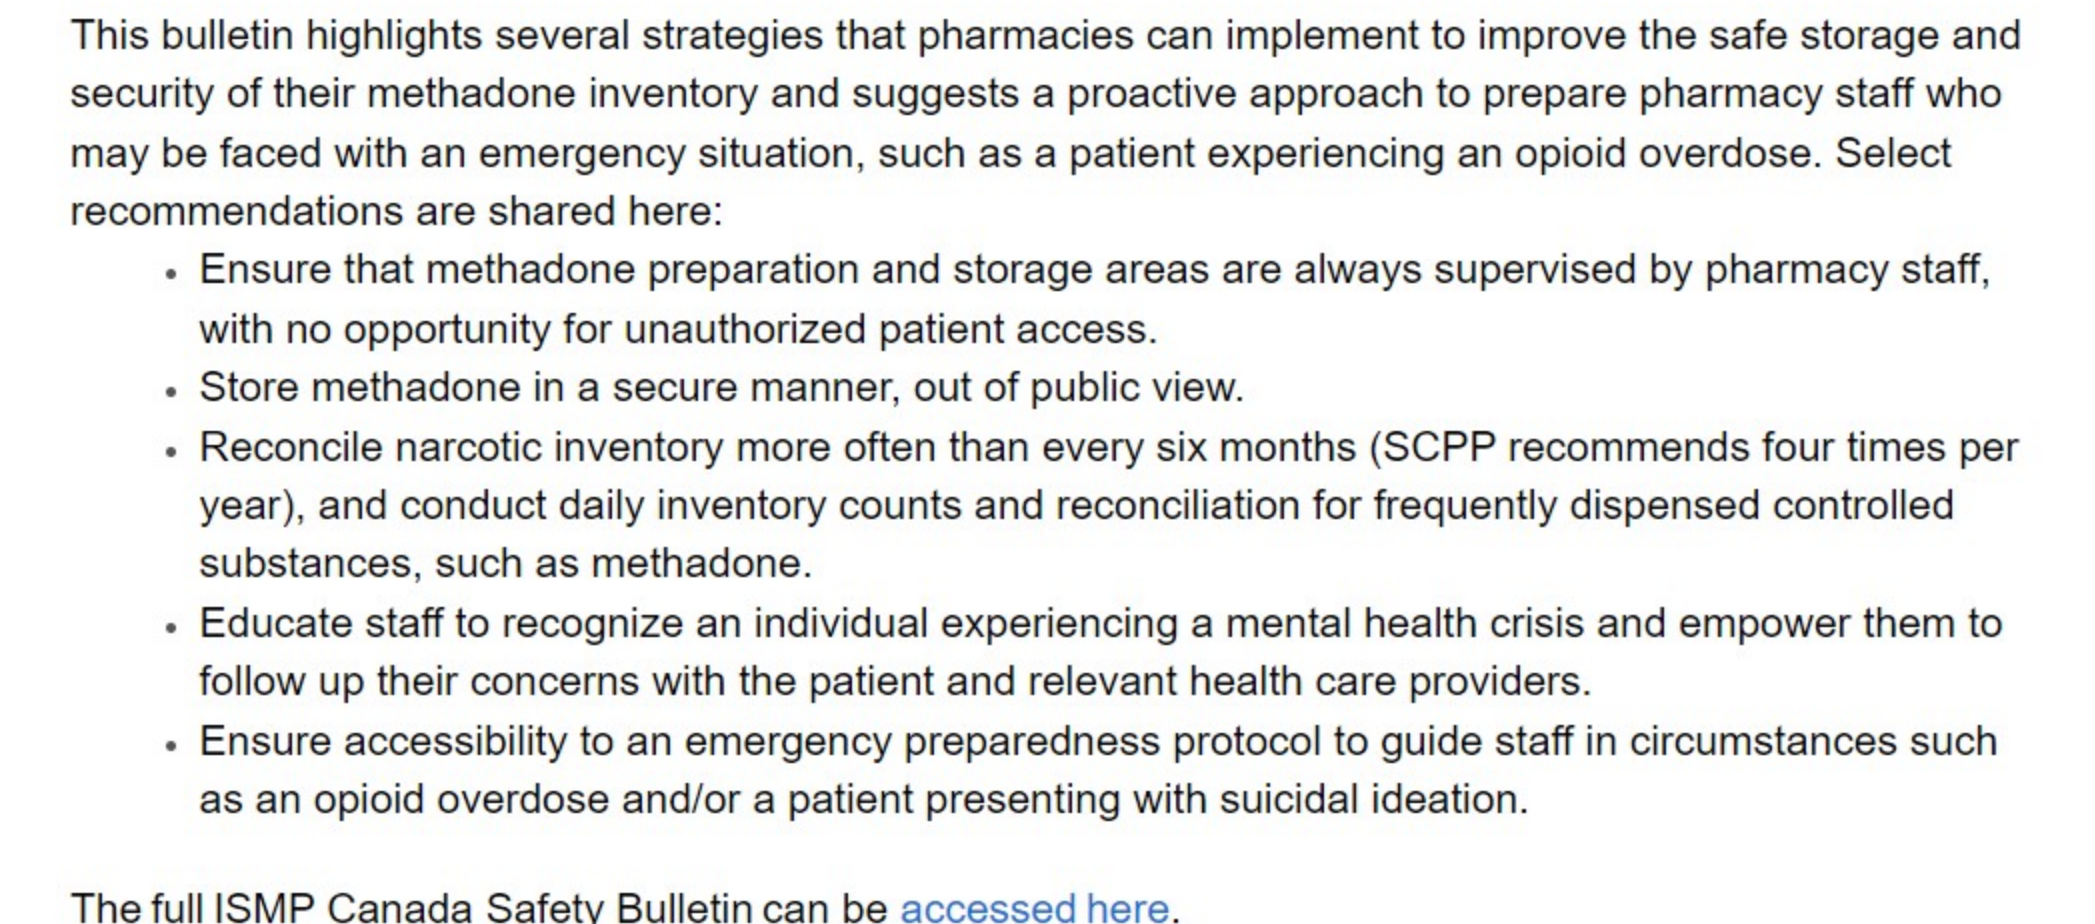 This bulletin highlights several strategies that pharmacies can implement to improve the safe storage and
security of their methadone inventory and suggests a proactive approach to prepare pharmacy staff who
may be faced with an emergency situation, such as a patient experiencing an opioid overdose. Select
recommendations are shared here:
• Ensure that methadone preparation and storage areas are always supervised by pharmacy staff,
with no opportunity for unauthorized patient access.
• Store methadone in a secure manner, out of public view.
• Reconcile narcotic inventory more often than every six months (SCPP recommends four times per
year), and conduct daily inventory counts and reconciliation for frequently dispensed controlled
substances, such as methadone.
• Educate staff to recognize an individual experiencing a mental health crisis and empower them to
follow up their concerns with the patient and relevant health care providers.
• Ensure accessibility to an emergency preparedness protocol to guide staff in circumstances such
as an opioid overdose and/or a patient presenting with suicidal ideation.
The full ISMP Canada Safety Bulletin can be accessed here.